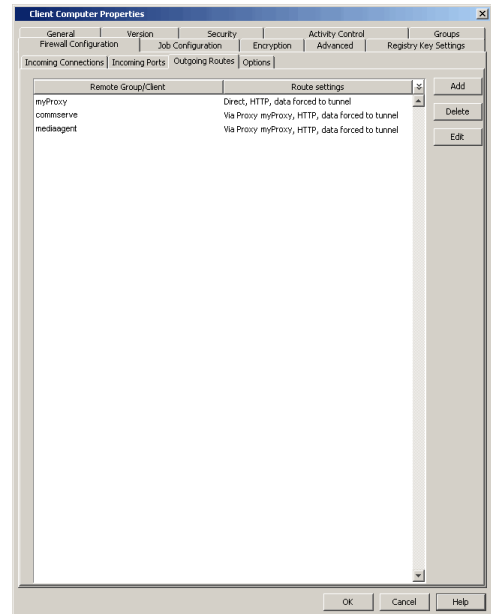 Client Computer Properties
General Version Security Activity Control Groups
Firewall Configuration Job Configuration Encryption Advanced Registry Key Settings
Incoming Connections Incoming Ports Outgoing Routes Options
Remote Group/Client Route settings Add
myProxy Direct, HTTP, data forced to tunnel
commserve Via Proxy myProxy, HTTP, data forced to tunnel Delete
mediaagent Via Proxy myProxy, HTTP, data forced to tunnel
Edit
OK Cancel Help